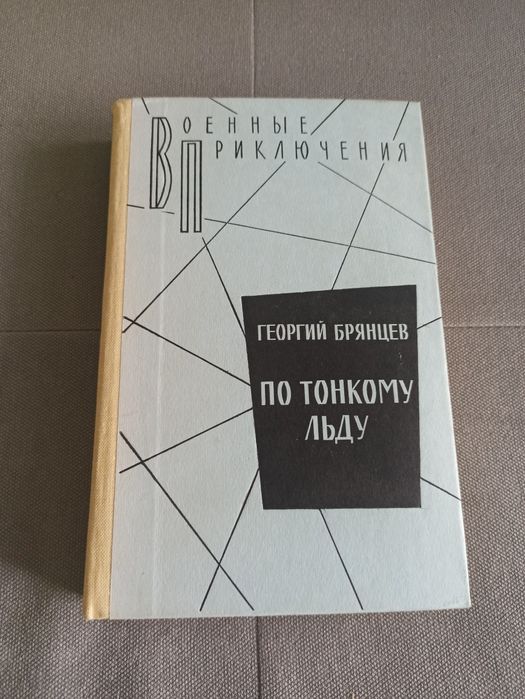 ВОЕННЫЕ
ПРИКЛЮЧЕНИЯ
ГЕОРГИЙ БРЯНЦЕВ
ПО ТОНКОМУ
ЛЬДУ